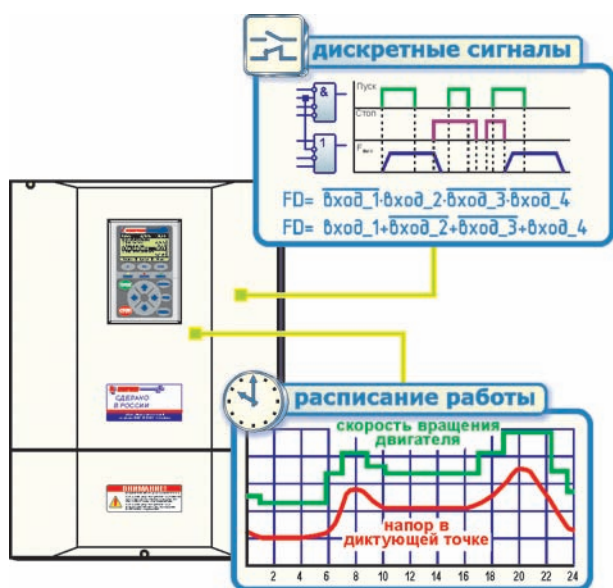 дискретные сигналы
&
1
Пуск
Стоп
FD= вход_1·вход_2·вход_3·вход_4
FD= вход_1+вход_2+вход_3+вход_4
СДЕЛАНО
В РОССИИ
ВНИМАНИЕ!
расписание работы
скорость вращения
двигателя
напор в
диктующей точке
2 4 6 8 10 12 14 16 18 20 22 24